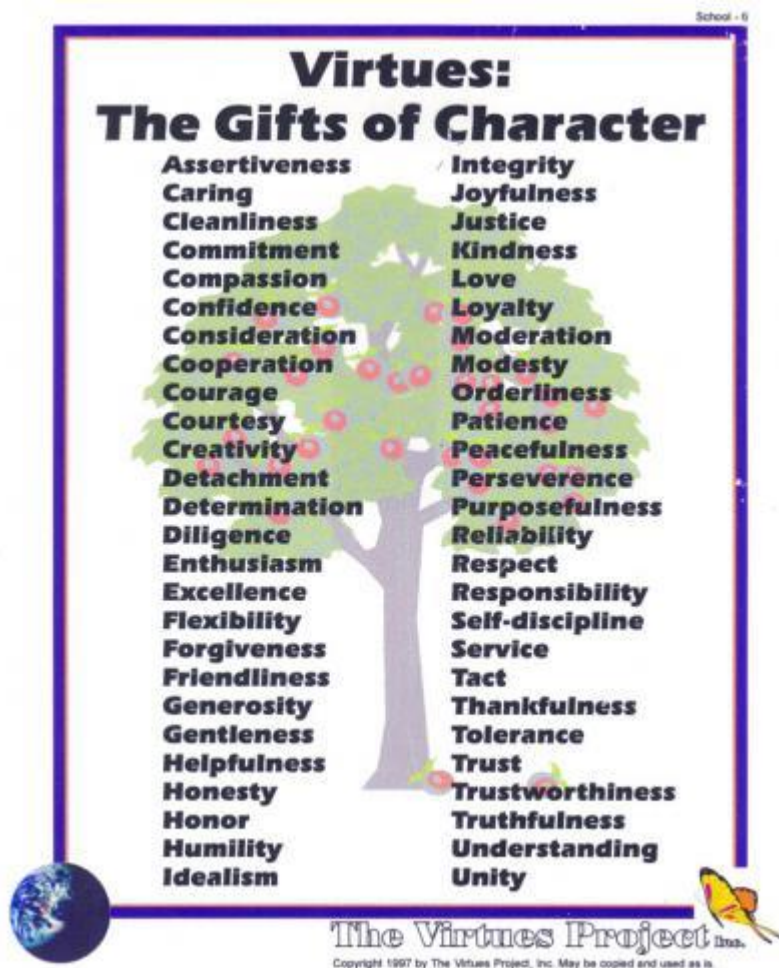 School - 6
Virtues:
The Gifts of Character
Assertiveness
Caring
Cleanliness
Commitment
Compassion
Confidence
Consideration
Cooperation
Courage
Courtesy
Creativity
Detachment
Determination
Diligence
Enthusiasm
Excellence
Flexibility
Forgiveness
Friendliness
Generosity
Gentleness
Helpfulness
Honesty
Honor
Humility
Idealism
Integrity
Joyfulness
Justice
Kindness
Love
Loyalty
Moderation
Modesty
Orderliness
Patience
Peacefulness
Perseverence
Purposefulness
Reliability
Respect
Responsibility
Self-discipline
Service
Tact
Thankfulness
Tolerance
Trust
Trustworthiness
Truthfulness
Understanding
Unity
The Virtues Project Inc.
Copyright 1997 by The Virtues Project, Inc. May be copied and used as is.